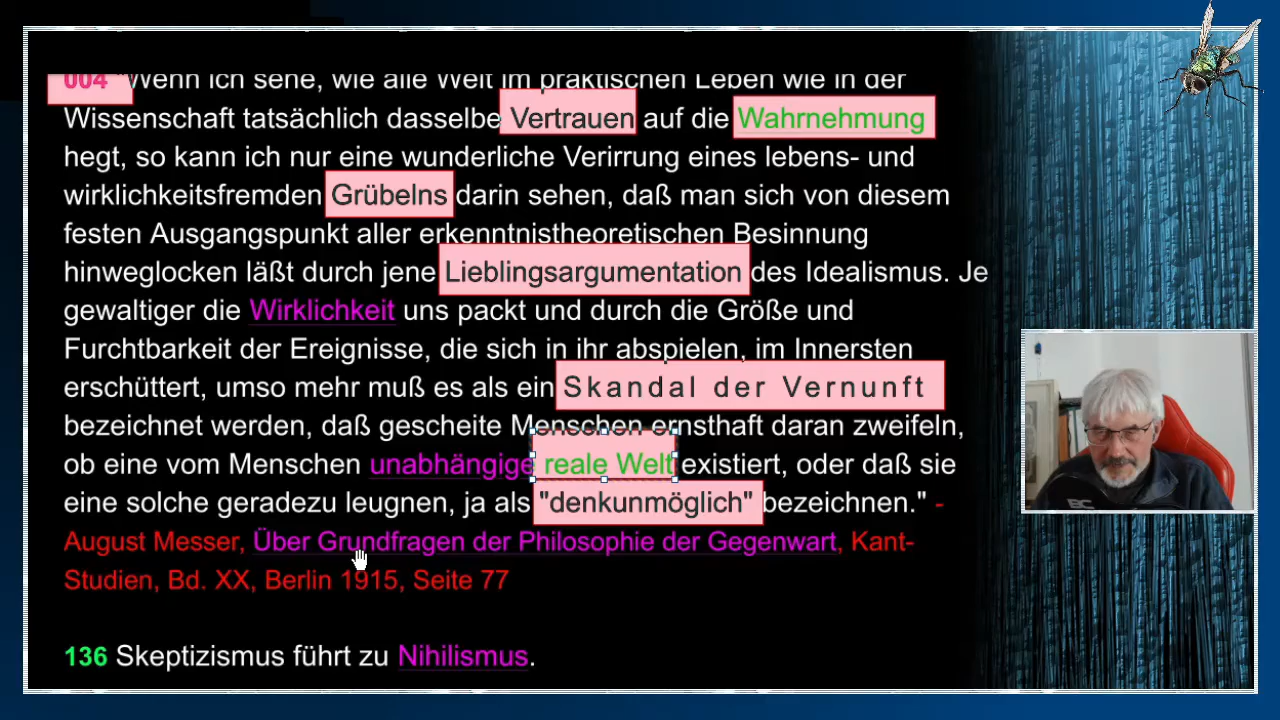 004 "Wenn ich sehe, wie alle Welt im praktischen Leben wie in der
Wissenschaft tatsächlich dasselbe Vertrauen auf die Wahrnehmung
hegt, so kann ich nur eine wunderliche Verirrung eines lebens- und
wirklichkeitsfremden Grübelns darin sehen, daß man sich von diesem
festen Ausgangspunkt aller erkenntnistheoretischen Besinnung
hinweglocken läßt durch jene Lieblingsargumentation des Idealismus. Je
gewaltiger die Wirklichkeit uns packt und durch die Größe und
Furchtbarkeit der Ereignisse, die sich in ihr abspielen, im Innersten
erschüttert, umso mehr muß es als ein Skandal der Vernunft
bezeichnet werden, daß gescheite Menschen ernsthaft daran zweifeln,
ob eine vom Menschen unabhängige reale Welt existiert, oder daß sie
eine solche geradezu leugnen, ja als "denkunmöglich" bezeichnen." -
August Messer, Über Grundfragen der Philosophie der Gegenwart, Kant-
Studien, Bd. XX, Berlin 1915, Seite 77
136 Skeptizismus führt zu Nihilismus.